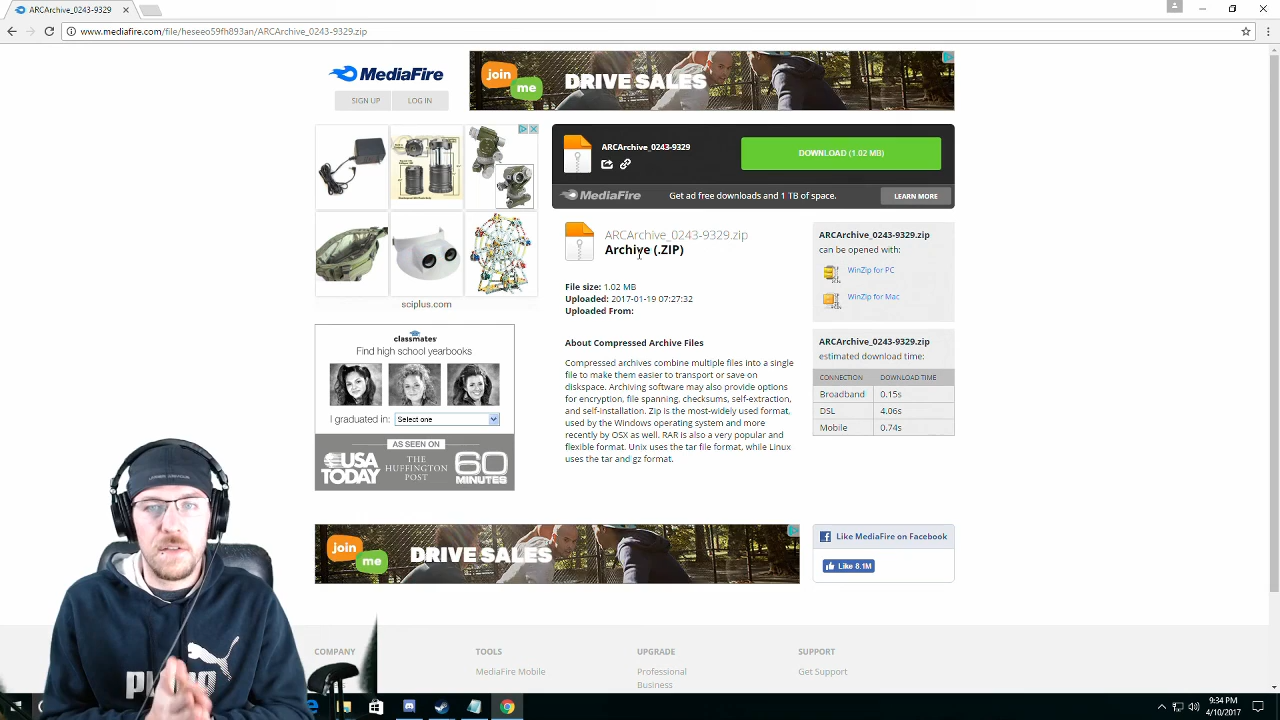 ARCArchive_0243-9329
www.mediafire.com/file/heseeo59fh893an/ARCArchive_0243-9329.zip
MediaFire
SIGN UP
LOG IN
join
me
DRIVE SALES
sciplus.com
ARCArchive_0243-9329
DOWNLOAD (1.02 MB)
MediaFire
Get ad free downloads and 1 TB of space.
LEARN MORE
ARCArchive_0243-9329.zip
Archive (.ZIP)
File size: 1.02 MB
Uploaded: 2017-01-19 07:27:32
Uploaded From:
About Compressed Archive Files
Compressed archives combine multiple files into a single
file to make them easier to transport or save on
diskspace. Archiving software may also provide options
for encryption, file spanning, checksums, self-extraction,
and self-installation. Zip is the most-widely used format,
used by the Windows operating system and more
recently by OSX as well. RAR is also a very popular and
flexible format. Unix uses the tar file format, while Linux
uses the tar and gz format.
ARCArchive_0243-9329.zip
can be opened with:
WinZip for PC
WinZip for Mac
ARCArchive_0243-9329.zip
estimated download time:
CONNECTION DOWNLOAD TIME
Broadband 0.15s
DSL 4.06s
Mobile 0.74s
classmates
Find high school yearbooks
I graduated in: Select one
AS SEEN ON
USA
TODAY
THE
HUFFINGTON
POST
60
MINUTES
join
me
DRIVE SALES
Like MediaFire on Facebook
Like 8.1M
COMPANY
TOOLS
MediaFire Mobile
UPGRADE
Professional
Business
SUPPORT
Get Support
9:34 PM
4/10/2017